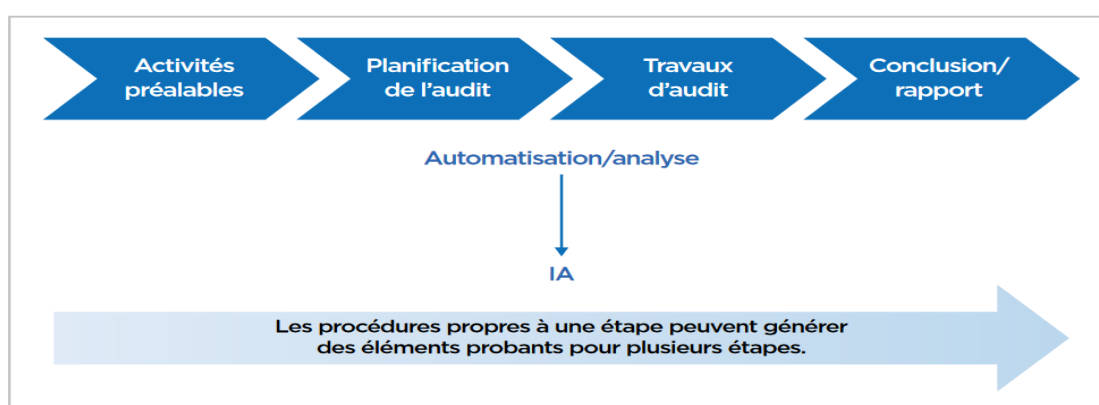 Activités
préalables
Planification
de l'audit
Travaux
d'audit
Conclusion/
rapport
Automatisation/analyse
IA
Les procédures propres à une étape peuvent générer
des éléments probants pour plusieurs étapes.